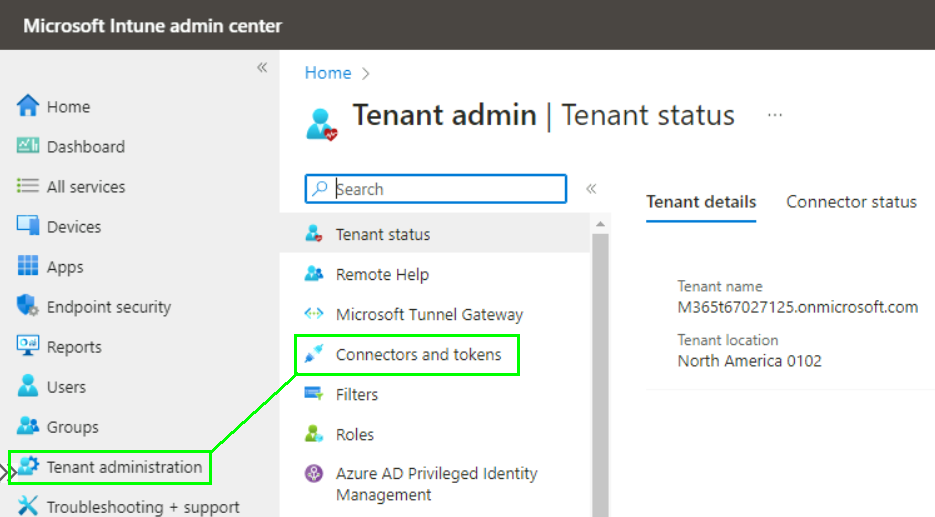 Microsoft Intune admin center
«
Home
Dashboard
All services
Devices
Apps
Endpoint security
Reports
Users
Groups
Tenant administration
Troubleshooting + support
Home >
Tenant admin | Tenant status ...
Search
«
Tenant status
Remote Help
Microsoft Tunnel Gateway
Connectors and tokens
Filters
Roles
Azure AD Privileged Identity
Management
Tenant details Connector status
Tenant name
M365t67027125.onmicrosoft.com
Tenant location
North America 0102